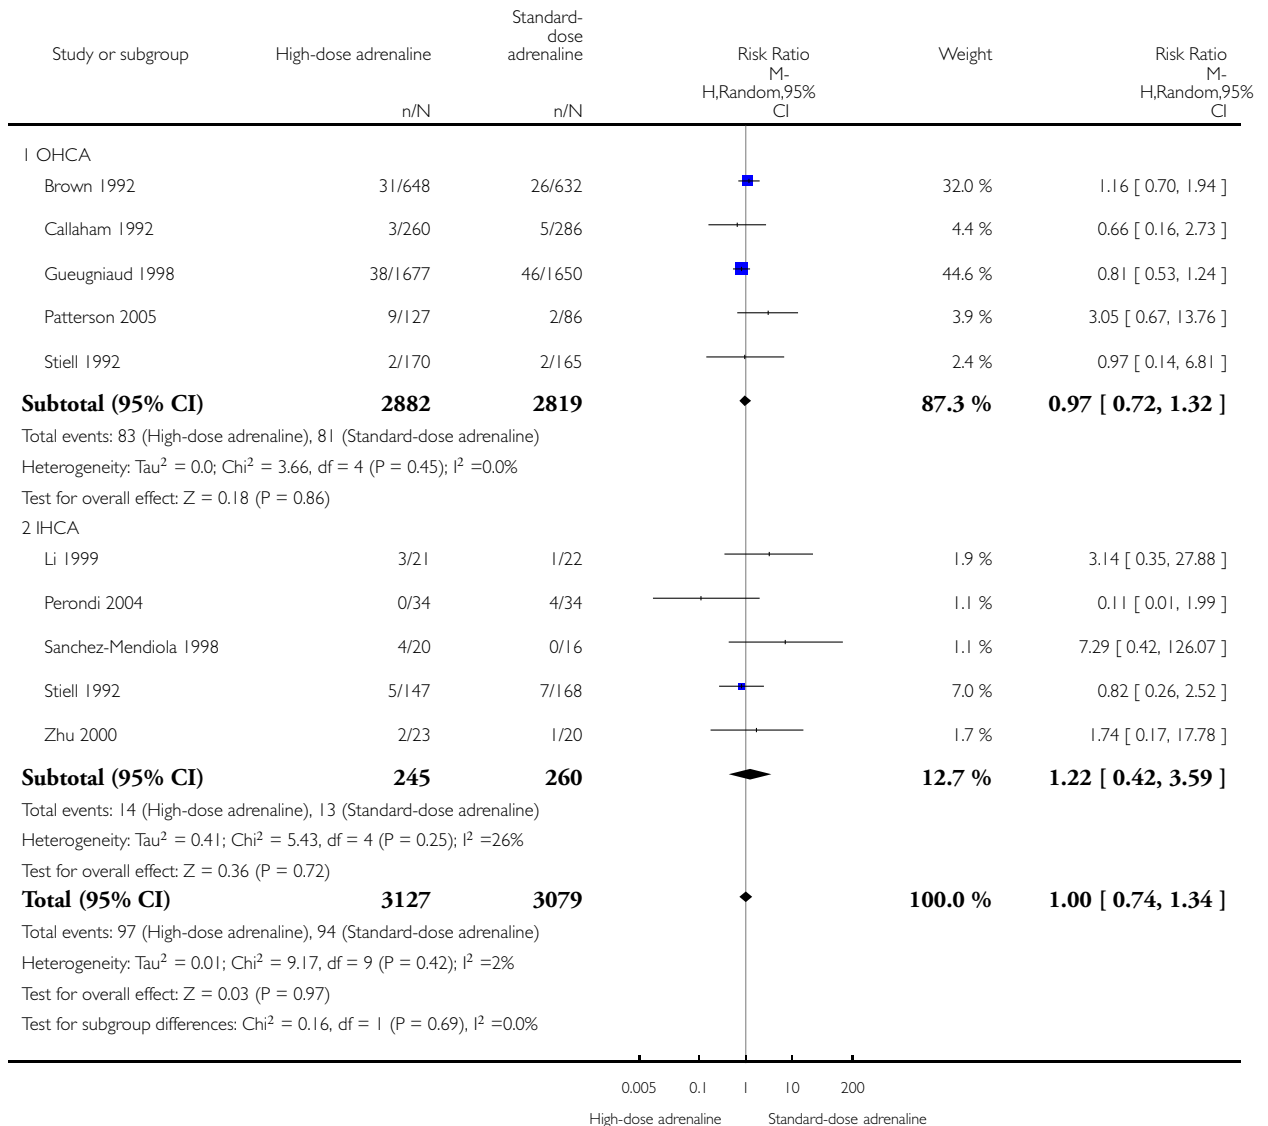 Study or subgroup High-dose adrenaline Standard-dose adrenaline Risk Ratio Weight Risk Ratio
M-H,Random,95% CI M-H,Random,95% CI
n/N n/N
1 OHCA
Brown 1992 31/648 26/632 32.0 % 1.16 [ 0.70, 1.94 ]
Callaham 1992 3/260 5/286 4.4 % 0.66 [ 0.16, 2.73 ]
Gueugniaud 1998 38/1677 46/1650 44.6 % 0.81 [ 0.53, 1.24 ]
Patterson 2005 9/127 2/86 3.9 % 3.05 [ 0.67, 13.76 ]
Stiell 1992 2/170 2/165 2.4 % 0.97 [ 0.14, 6.81 ]
Subtotal (95% CI) 2882 2819 87.3 % 0.97 [ 0.72, 1.32 ]
Total events: 83 (High-dose adrenaline), 81 (Standard-dose adrenaline)
Heterogeneity: Tau² = 0.0; Chi² = 3.66, df = 4 (P = 0.45); I² =0.0%
Test for overall effect: Z = 0.18 (P = 0.86)
2 IHCA
Li 1999 3/21 1/22 1.9 % 3.14 [ 0.35, 27.88 ]
Perondi 2004 0/34 4/34 1.1 % 0.11 [ 0.01, 1.99 ]
Sanchez-Mendiola 1998 4/20 0/16 1.1 % 7.29 [ 0.42, 126.07 ]
Stiell 1992 5/147 7/168 7.0 % 0.82 [ 0.26, 2.52 ]
Zhu 2000 2/23 1/20 1.7 % 1.74 [ 0.17, 17.78 ]
Subtotal (95% CI) 245 260 12.7 % 1.22 [ 0.42, 3.59 ]
Total events: 14 (High-dose adrenaline), 13 (Standard-dose adrenaline)
Heterogeneity: Tau² = 0.41; Chi² = 5.43, df = 4 (P = 0.25); I² =26%
Test for overall effect: Z = 0.36 (P = 0.72)
Total (95% CI) 3127 3079 100.0 % 1.00 [ 0.74, 1.34 ]
Total events: 97 (High-dose adrenaline), 94 (Standard-dose adrenaline)
Heterogeneity: Tau² = 0.01; Chi² = 9.17, df = 9 (P = 0.42); I² =2%
Test for overall effect: Z = 0.03 (P = 0.97)
Test for subgroup differences: Chi² = 0.16, df = 1 (P = 0.69), I² =0.0%
0.005 0.1 1 10 200
High-dose adrenaline Standard-dose adrenaline